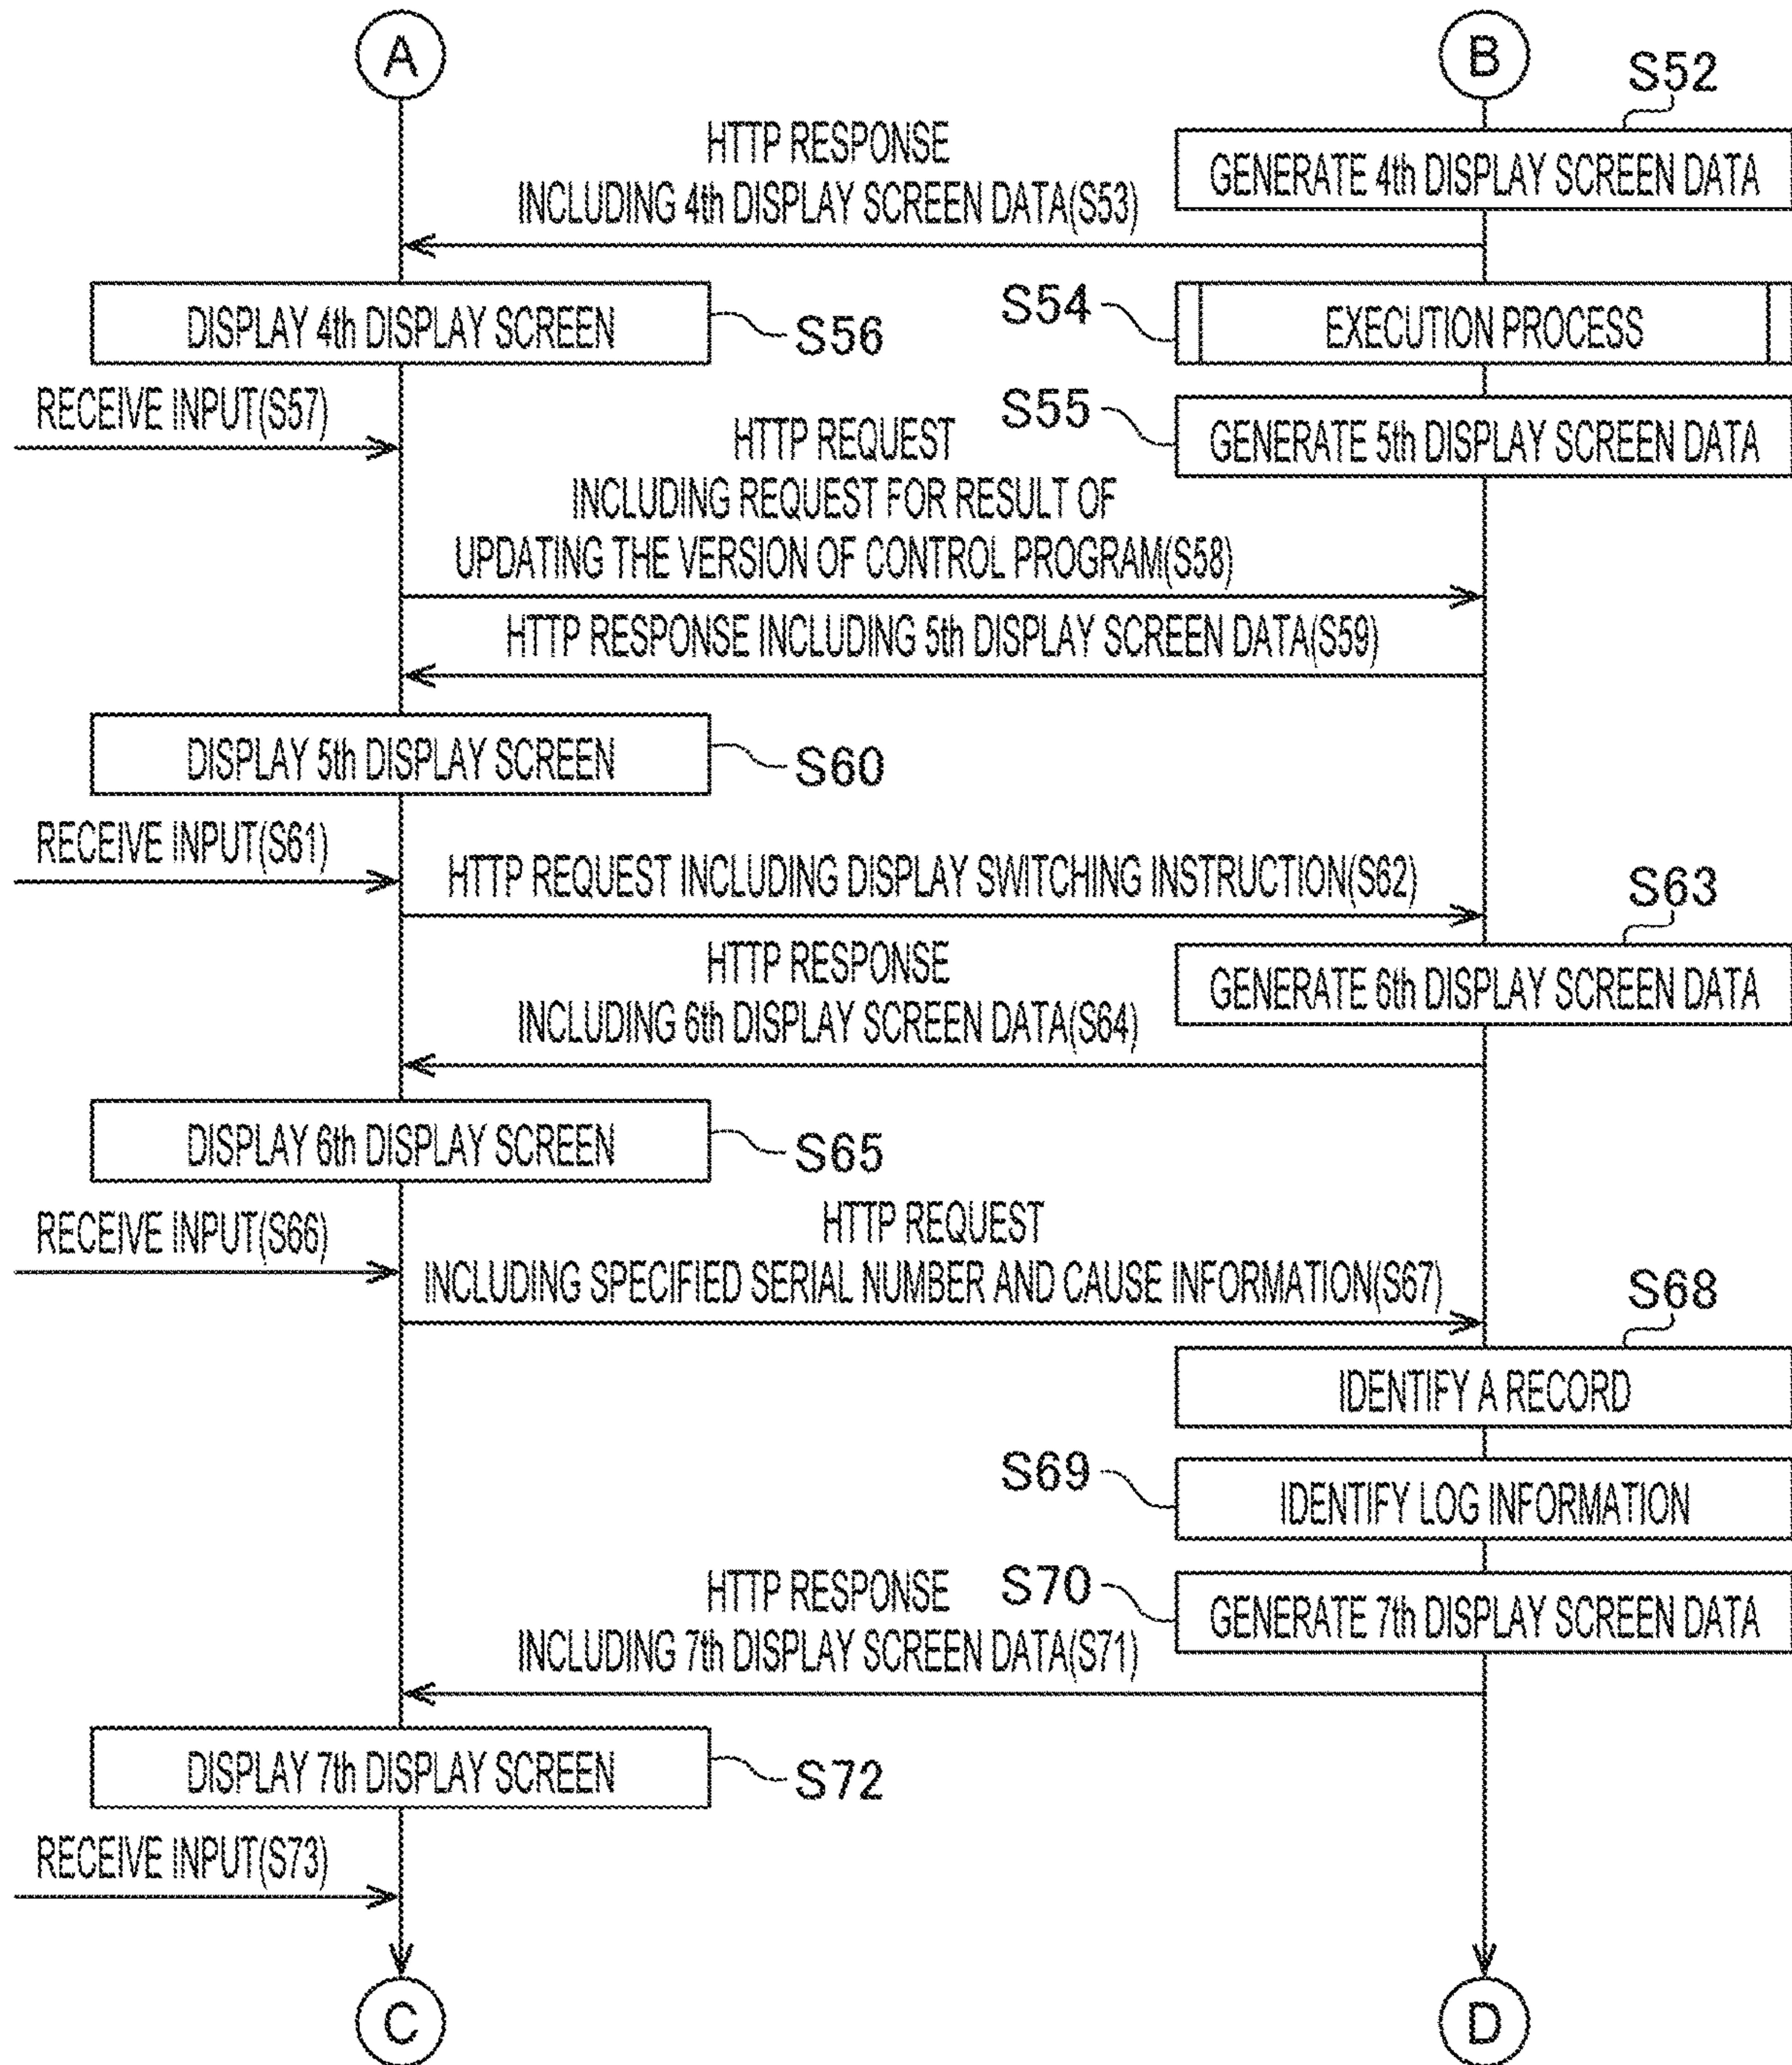 A
B
S52
HTTP RESPONSE
INCLUDING 4th DISPLAY SCREEN DATA(S53)
GENERATE 4th DISPLAY SCREEN DATA
DISPLAY 4th DISPLAY SCREEN
S56
S54
EXECUTION PROCESS
RECEIVE INPUT(S57)
S55
GENERATE 5th DISPLAY SCREEN DATA
HTTP REQUEST
INCLUDING REQUEST FOR RESULT OF
UPDATING THE VERSION OF CONTROL PROGRAM(S58)
HTTP RESPONSE INCLUDING 5th DISPLAY SCREEN DATA(S59)
DISPLAY 5th DISPLAY SCREEN
S60
RECEIVE INPUT(S61)
HTTP REQUEST INCLUDING DISPLAY SWITCHING INSTRUCTION(S62)
S63
GENERATE 6th DISPLAY SCREEN DATA
HTTP RESPONSE
INCLUDING 6th DISPLAY SCREEN DATA(S64)
DISPLAY 6th DISPLAY SCREEN
S65
RECEIVE INPUT(S66)
HTTP REQUEST
INCLUDING SPECIFIED SERIAL NUMBER AND CAUSE INFORMATION(S67)
S68
IDENTIFY A RECORD
S69
IDENTIFY LOG INFORMATION
S70
GENERATE 7th DISPLAY SCREEN DATA
HTTP RESPONSE
INCLUDING 7th DISPLAY SCREEN DATA(S71)
DISPLAY 7th DISPLAY SCREEN
S72
RECEIVE INPUT(S73)
C
D